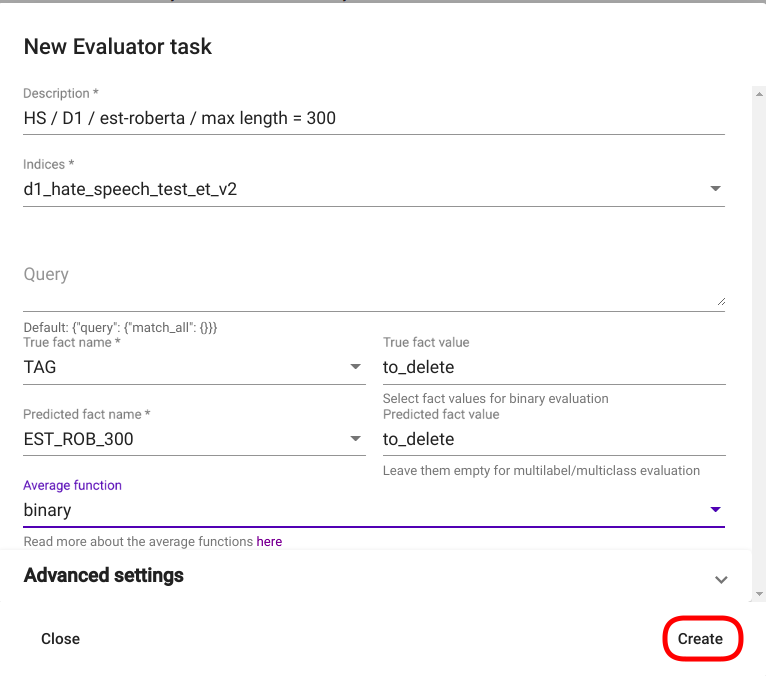 New Evaluator task
Description *
HS / D1 / est-roberta / max length = 300
Indices *
d1_hate_speech_test_et_v2
Query
Default: {"query": {"match_all": {}}}
True fact name *
True fact value
TAG
to_delete
Select fact values for binary evaluation
Predicted fact name *
Predicted fact value
EST_ROB_300
to_delete
Leave them empty for multilabel/multiclass evaluation
Average function
binary
Read more about the average functions here
Advanced settings
Close
Create